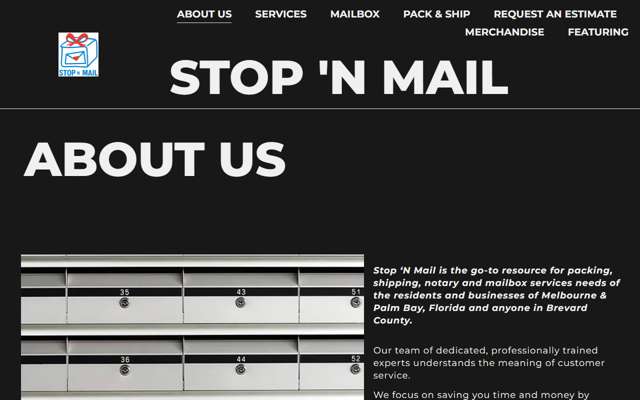 ABOUT US SERVICES MAILBOX PACK & SHIP REQUEST AN ESTIMATE
MERCHANDISE FEATURING
STOP N MAIL
STOP 'N MAIL
ABOUT US
35 43 51
36 44 52
Stop ‘N Mail is the go-to resource for packing,
shipping, notary and mailbox services needs of
the residents and businesses of Melbourne &
Palm Bay, Florida and anyone in Brevard
County.
Our team of dedicated, professionally trained
experts understands the meaning of customer
service.
We focus on saving you time and money by